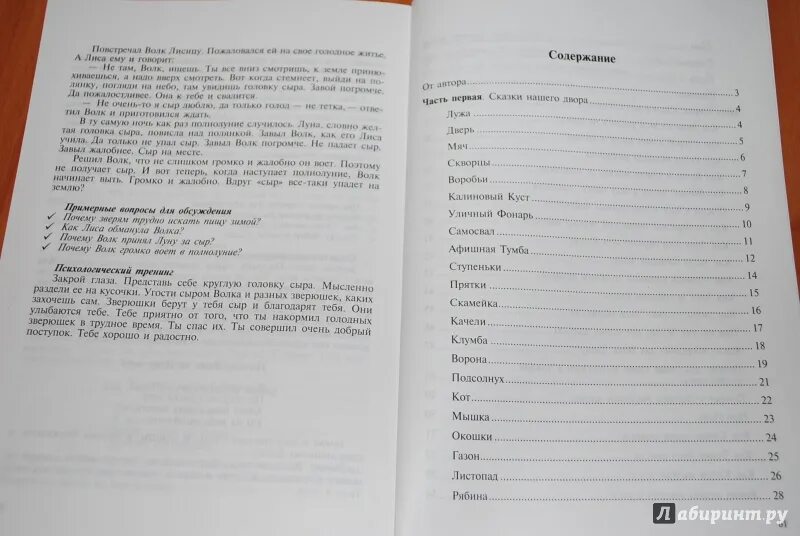 Повстречал Волк Лисицу. Пожаловался ей на свое голодное житье.
А Лиса ему и говорит:
— Не там, Волк, ищешь. Ты все вниз смотришь, к земле принюхиваешься, а надо вверх смотреть. Вот когда стемнеет, выйди на полянку, погляди на небо, там увидишь головку сыра. Завой погромче.
Да пожалостливее. Она к тебе и свалится.
— Не очень-то я сыр люблю, да только голод — не тетка, — ответил Волк и приготовился ждать.
В ту самую ночь как раз полнолуние случилось. Луна, словно желтая головка сыра, повисла над полянкой. Завыл Волк, как его Лиса
учила. Да только не упал сыр. Завыл Волк погромче. Не падает сыр.
Завыл жалобнее. Сыр на месте.
Решил Волк, что не слишком громко и жалобно он воет. Поэтому
не получает сыр. И вот теперь, когда наступает полнолуние, Волк
начинает выть. Громко и жалобно. Вдруг «сыр» все-таки упадет на
землю?
Примерные вопросы для обсуждения
✓ Почему зверям трудно искать пищу зимой?
✓ Как Лиса обманула Волка?
✓ Почему Волк принял Луну за сыр?
✓ Почему Волк громко воет в полнолуние?
Психологический тренинг
Закрой глаза. Представь себе круглую головку сыра. Мысленно
раздели ее на кусочки. Угости сыром Волка и разных зверюшек, каких
захочешь сам. Зверюшки берут у тебя сыр и благодарят тебя. Они
улыбаются тебе. Тебе приятно от того, что ты накормил голодных
зверюшек в трудное время. Ты спас их. Ты совершил очень добрый
поступок. Тебе хорошо и радостно.
Содержание
От автора 3
Часть первая. Сказки нашего двора 4
Лужа 4
Дверь 5
Мяч 6
Скворцы 7
Воробьи 8
Калиновый Куст 9
Уличный Фонарь 10
Самосвал 11
Афишная Тумба 12
Ступеньки 14
Прятки 15
Скамейка 16
Качели 17
Клумба 18
Ворона 19
Подсолнух 21
Кот 22
Мышка 23
Окошки 24
Газон 25
Листопад 26
Рябина 28
61
Лабиринт.ру